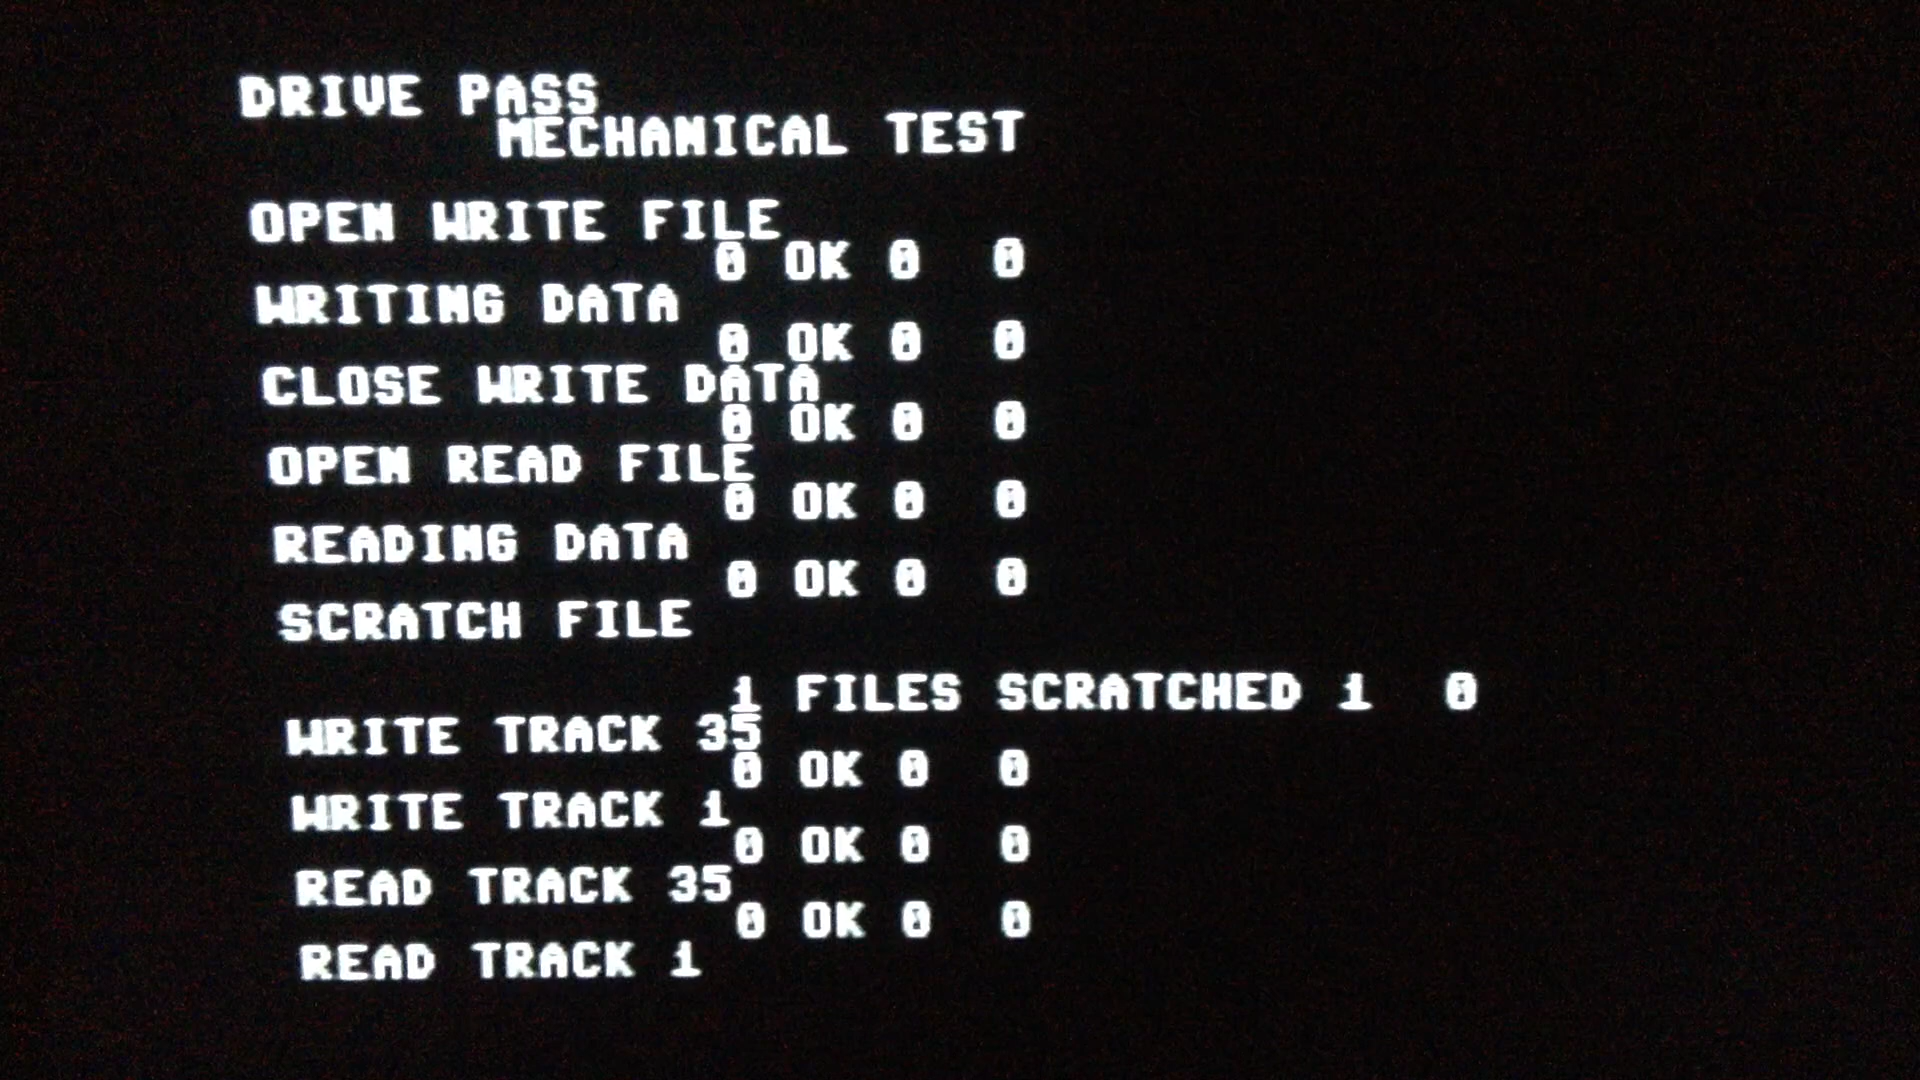 DRIVE PASS
MECHANICAL TEST
OPEN WRITE FILE
0 OK 0 0
WRITING DATA
0 OK 0 0
CLOSE WRITE DATA
0 OK 0 0
OPEN READ FILE
0 OK 0 0
READING DATA
0 OK 0 0
SCRATCH FILE
1 FILES SCRATCHED 1 0
WRITE TRACK 35
0 OK 0 0
WRITE TRACK 1
0 OK 0 0
READ TRACK 35
0 OK 0 0
READ TRACK 1